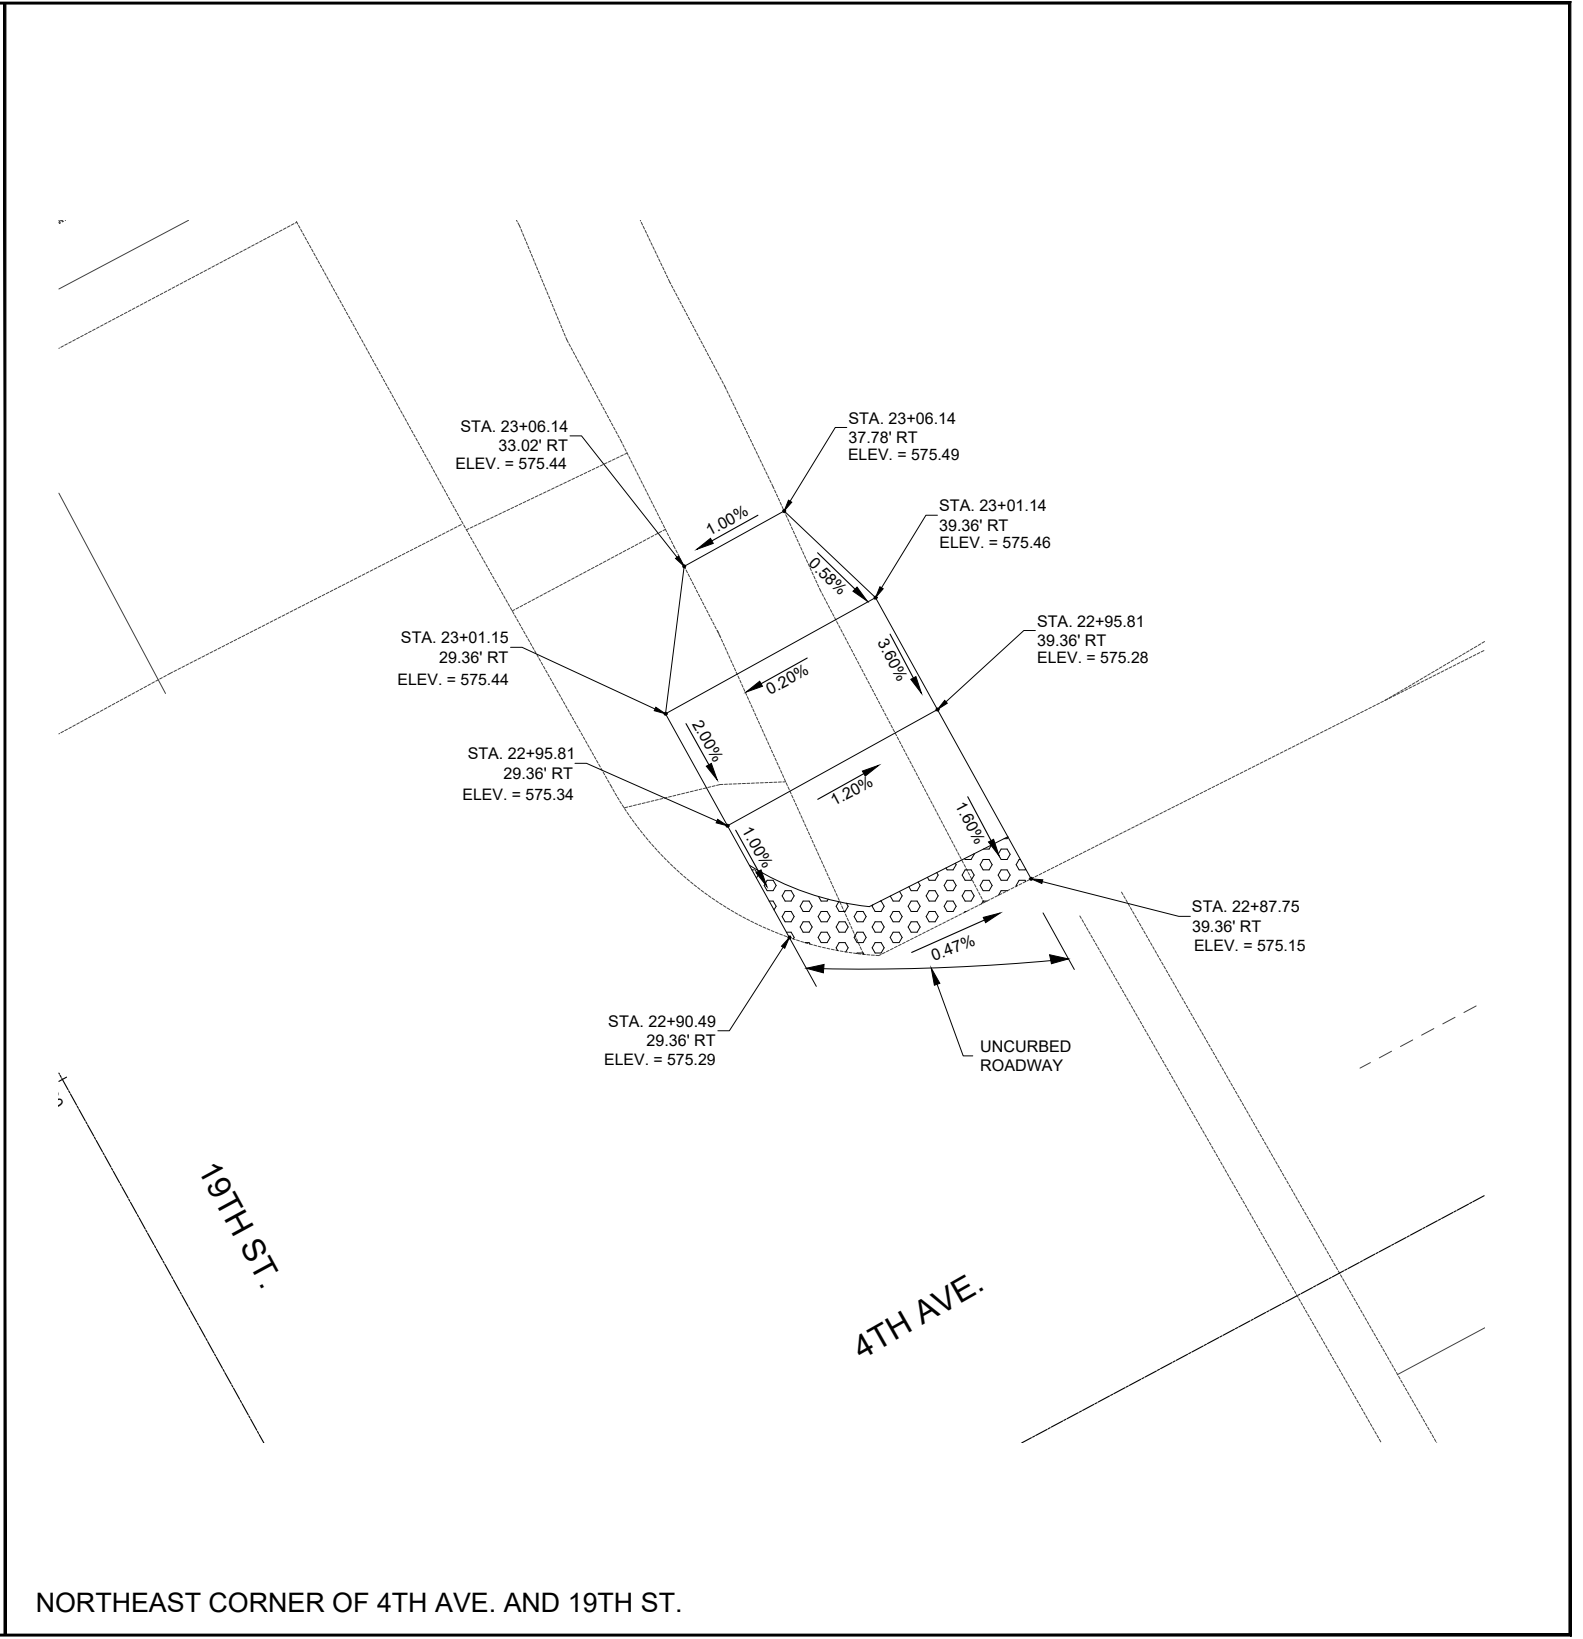 STA. 23+06.14
33.02' RT
ELEV. = 575.44
STA. 23+06.14
37.78' RT
ELEV. = 575.49
1.00%
STA. 23+01.14
39.36' RT
ELEV. = 575.46
0.58%
STA. 23+01.15
29.36' RT
ELEV. = 575.44
STA. 22+95.81
39.36' RT
ELEV. = 575.28
3.60%
0.20%
2.00%
STA. 22+95.81
29.36' RT
ELEV. = 575.34
1.20%
1.60%
1.00%
STA. 22+87.75
39.36' RT
ELEV. = 575.15
0.47%
STA. 22+90.49
29.36' RT
ELEV. = 575.29
UNCURBED
ROADWAY
19TH ST.
4TH AVE.
NORTHEAST CORNER OF 4TH AVE. AND 19TH ST.